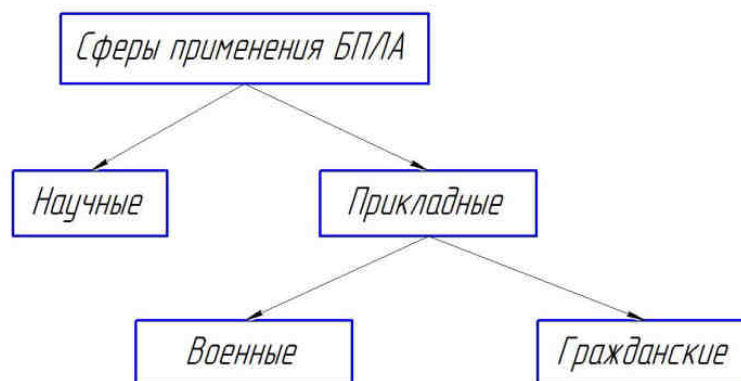 Сферы применения БПЛА
Научные
Прикладные
Военные
Гражданские